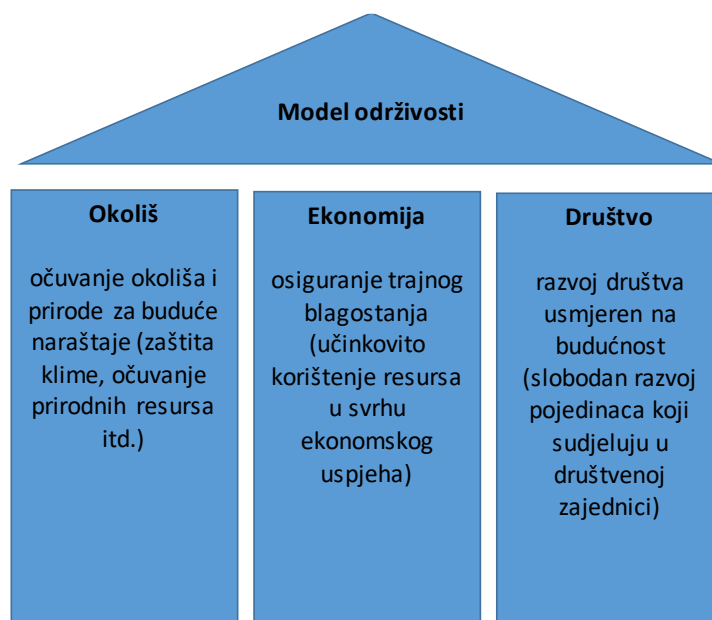 Model održivosti
Okoliš
očuvanje okoliša i
prirode za buduće
naraštaje (zaštita
klime, očuvanje
prirodnih resursa
itd.)
Ekonomija
osiguranje trajnog
blagostanja
(učinkovito
korištenje resursa
u svrhu
ekonomskog
uspjeha)
Društvo
razvoj društva
usmjeren na
budućnost
(slobodan razvoj
pojedinaca koji
sudjeluju u
društvenoj
zajednici)